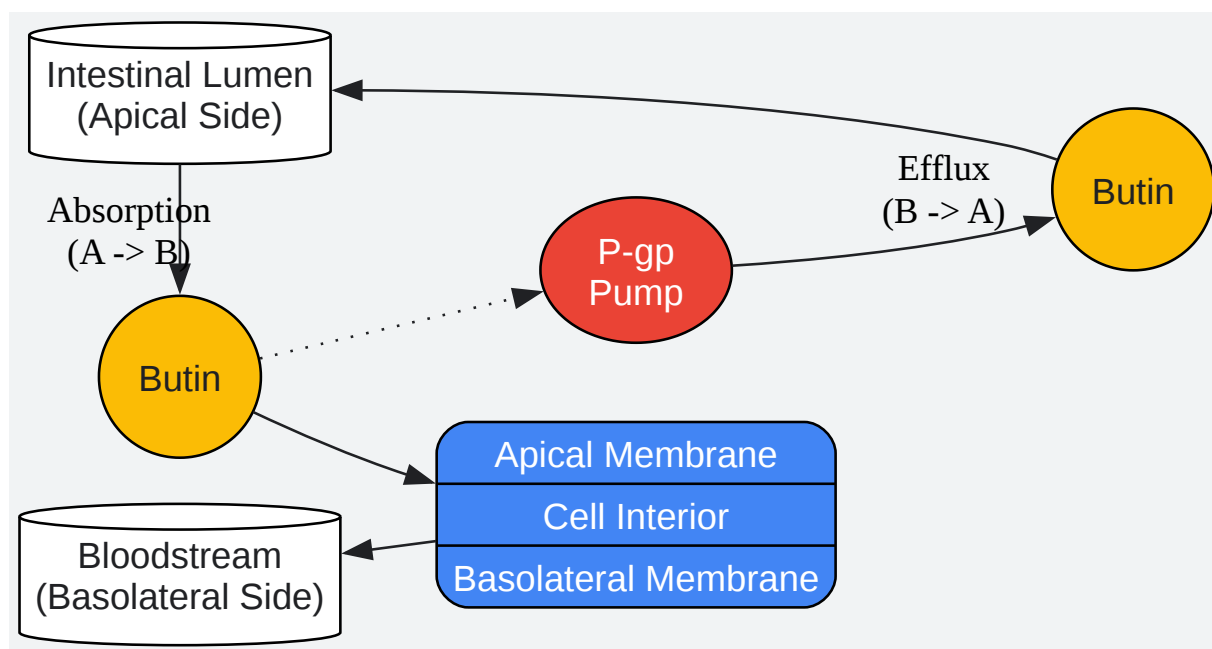 Intestinal Lumen
(Apical Side)
Absorption
(A -> B)
Efflux
(B -> A)
Butin
P-gp
Pump
Butin
Apical Membrane
Cell Interior
Basolateral Membrane
Bloodstream
(Basolateral Side)